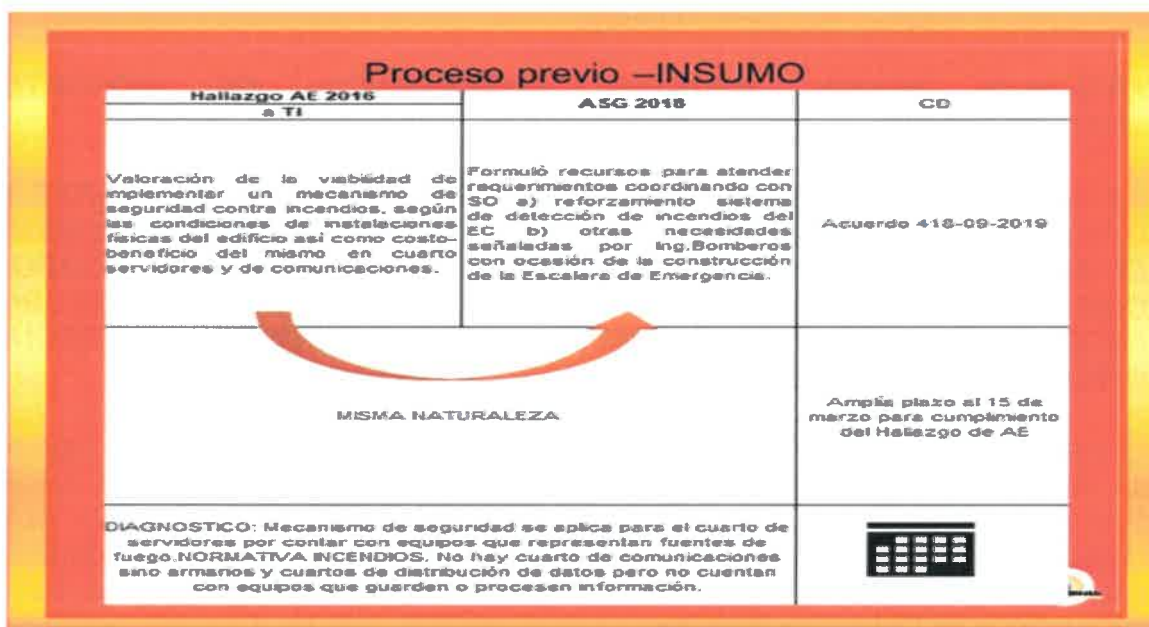 Proceso previo –INSUMO
Hallazgo AE 2016
a TI
ASG 2018
CD
Valoración de la viabilidad de
implementar un mecanismo de
seguridad contra incendios, según
las condiciones de instalaciones
físicas del edificio así como costo-
beneficio del mismo en cuarto
servidores y de comunicaciones.
Formuló recursos para atender
requerimientos coordinando con
SO a) reforzamiento sistema
de detección de incendios del
EC b) otras necesidades
señaladas por Ing.Bomberos
con ocasión de la construcción
de la Escalera de Emergencia.
Acuerdo 418-09-2019
MISMA NATURALEZA
Amplía plazo al 15 de
marzo para cumplimiento
del Hallazgo de AE
DIAGNOSTICO: Mecanismo de seguridad se aplica para el cuarto de
servidores por contar con equipos que representan fuentes de
fuego.NORMATIVA INCENDIOS. No hay cuarto de comunicaciones
sino armarios y cuartos de distribución de datos pero no cuentan
con equipos que guarden o procesen información.